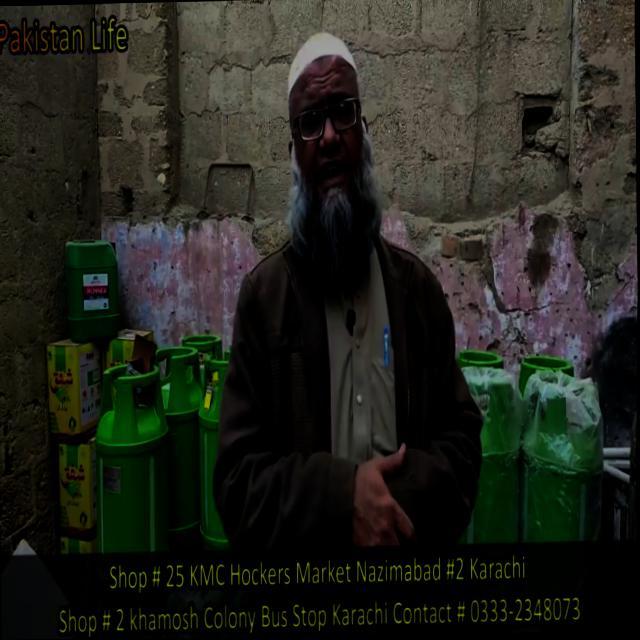 Pakistan Life
Shop # 25 KMC Hockers Market Nazimabad #2 Karachi
Shop # 2 khamosh Colony Bus Stop Karachi Contact # 0333-2348073